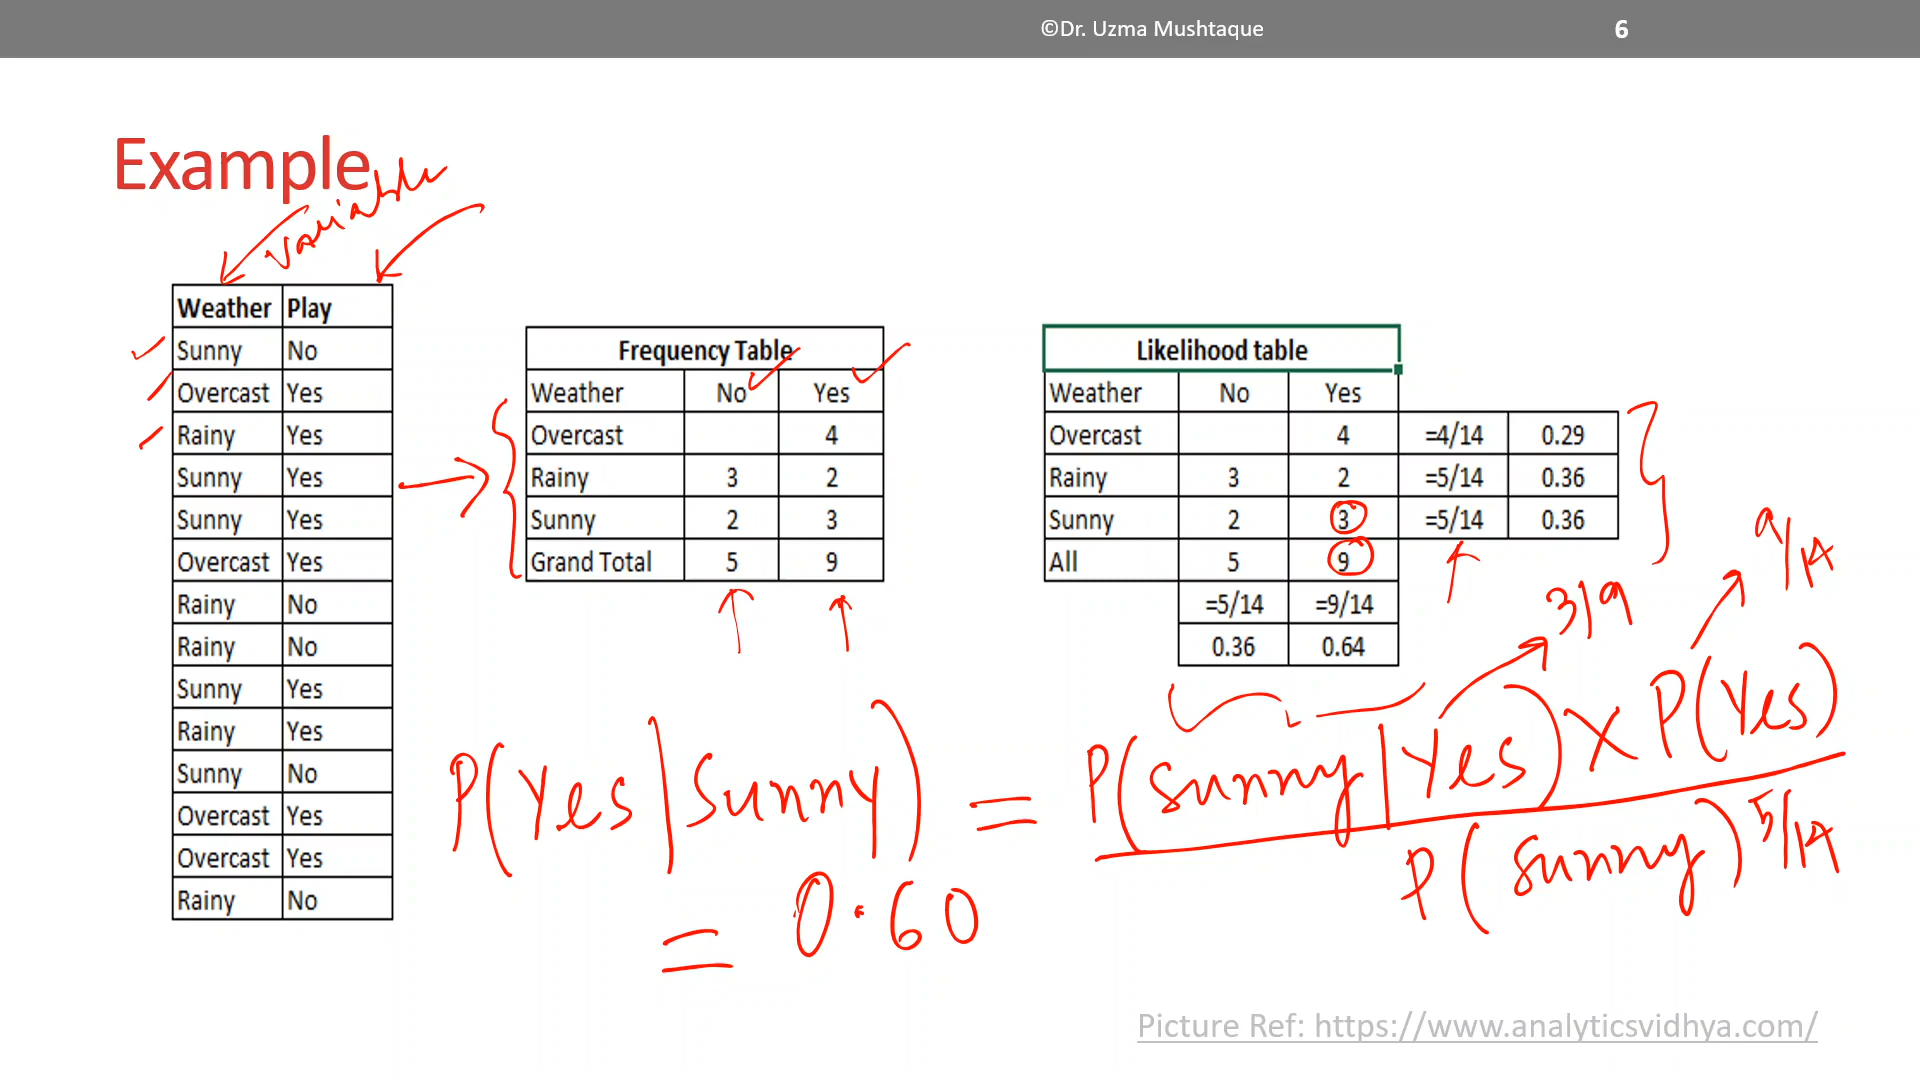 ©Dr. Uzma Mushtaque 6
Example
variable
Weather Play
Sunny No
Overcast Yes
Rainy Yes
Sunny Yes
Sunny Yes
Overcast Yes
Rainy No
Rainy No
Sunny Yes
Rainy Yes
Sunny No
Overcast Yes
Overcast Yes
Rainy No
Frequency Table
Weather No Yes
Overcast 4
Rainy 3 2
Sunny 2 3
Grand Total 5 9
Likelihood table
Weather No Yes
Overcast 4 =4/14 0.29
Rainy 3 2 =5/14 0.36
Sunny 2 3 =5/14 0.36
All 5 9
=5/14 =9/14
0.36 0.64
3/9
9/14
P(Yes|Sunny) = P(Sunny|Yes) X P(Yes)
P(Sunny) 5/14
= 0.60
Picture Ref: https://www.analyticsvidhya.com/